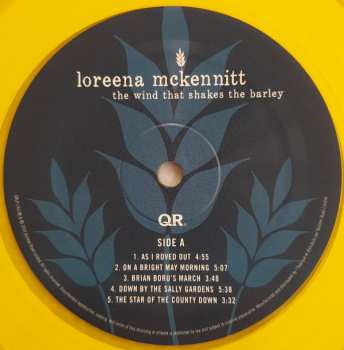 loreena mckennitt
the wind that shakes the barley
QR
SIDE A
1. AS I ROVED OUT 4:55
2. ON A BRIGHT MAY MORNING 5:07
3. BRIAN BORU'S MARCH 3:48
4. DOWN BY THE SALLY GARDENS 5:38
5. THE STAR OF THE COUNTY DOWN 3:32